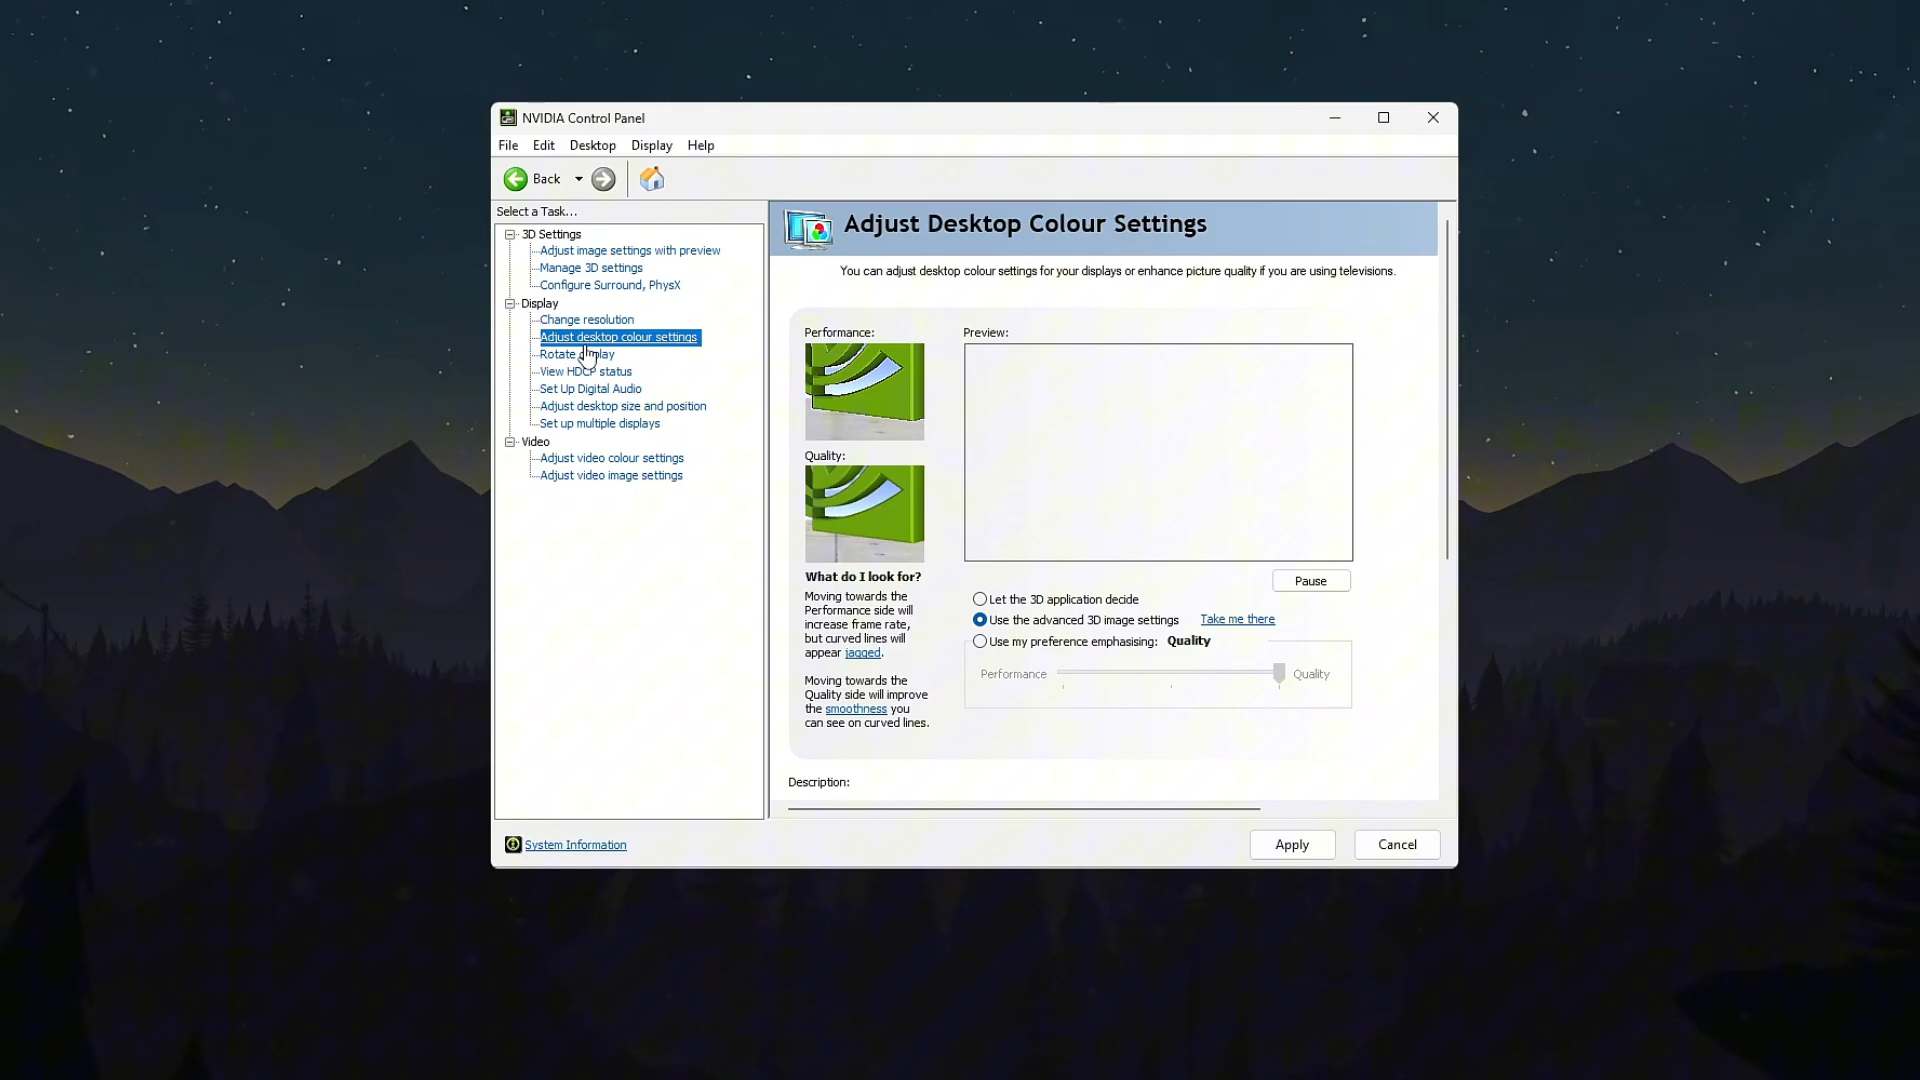 NVIDIA Control Panel
File Edit Desktop Display Help
Back
Select a Task...
3D Settings
Adjust image settings with preview
Manage 3D settings
Configure Surround, PhysX
Display
Change resolution
Adjust desktop colour settings
Rotate display
View HDCP status
Set Up Digital Audio
Adjust desktop size and position
Set up multiple displays
Video
Adjust video colour settings
Adjust video image settings
System Information
Adjust Desktop Colour Settings
You can adjust desktop colour settings for your displays or enhance picture quality if you are using televisions.
Performance:
Quality:
What do I look for?
Moving towards the
Performance side will
increase frame rate,
but curved lines will
appear jagged.
Moving towards the
Quality side will improve
the smoothness you
can see on curved lines.
Preview:
Pause
Let the 3D application decide
Use the advanced 3D image settings Take me there
Use my preference emphasising: Quality
Performance Quality
Description:
Apply Cancel